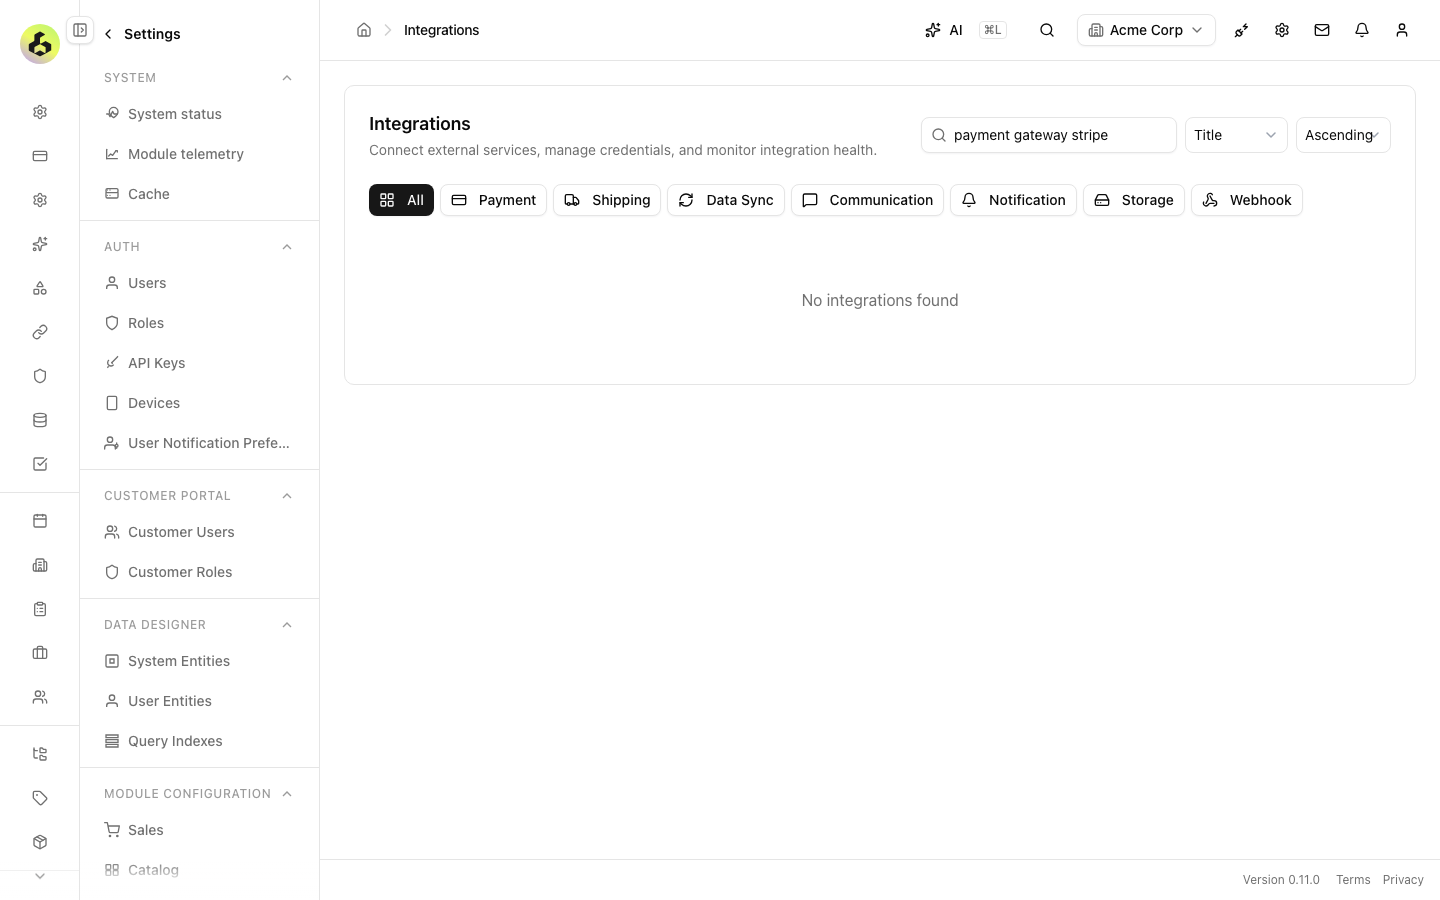 Settings
SYSTEM
System status
Module telemetry
Cache
AUTH
Users
Roles
API Keys
Devices
User Notification Prefe...
CUSTOMER PORTAL
Customer Users
Customer Roles
DATA DESIGNER
System Entities
User Entities
Query Indexes
MODULE CONFIGURATION
Sales
Catalog
Integrations
AI ⌘L
Acme Corp
Integrations
Connect external services, manage credentials, and monitor integration health.
payment gateway stripe
Title
Ascending
All Payment Shipping Data Sync Communication Notification Storage Webhook
No integrations found
Version 0.11.0 Terms Privacy